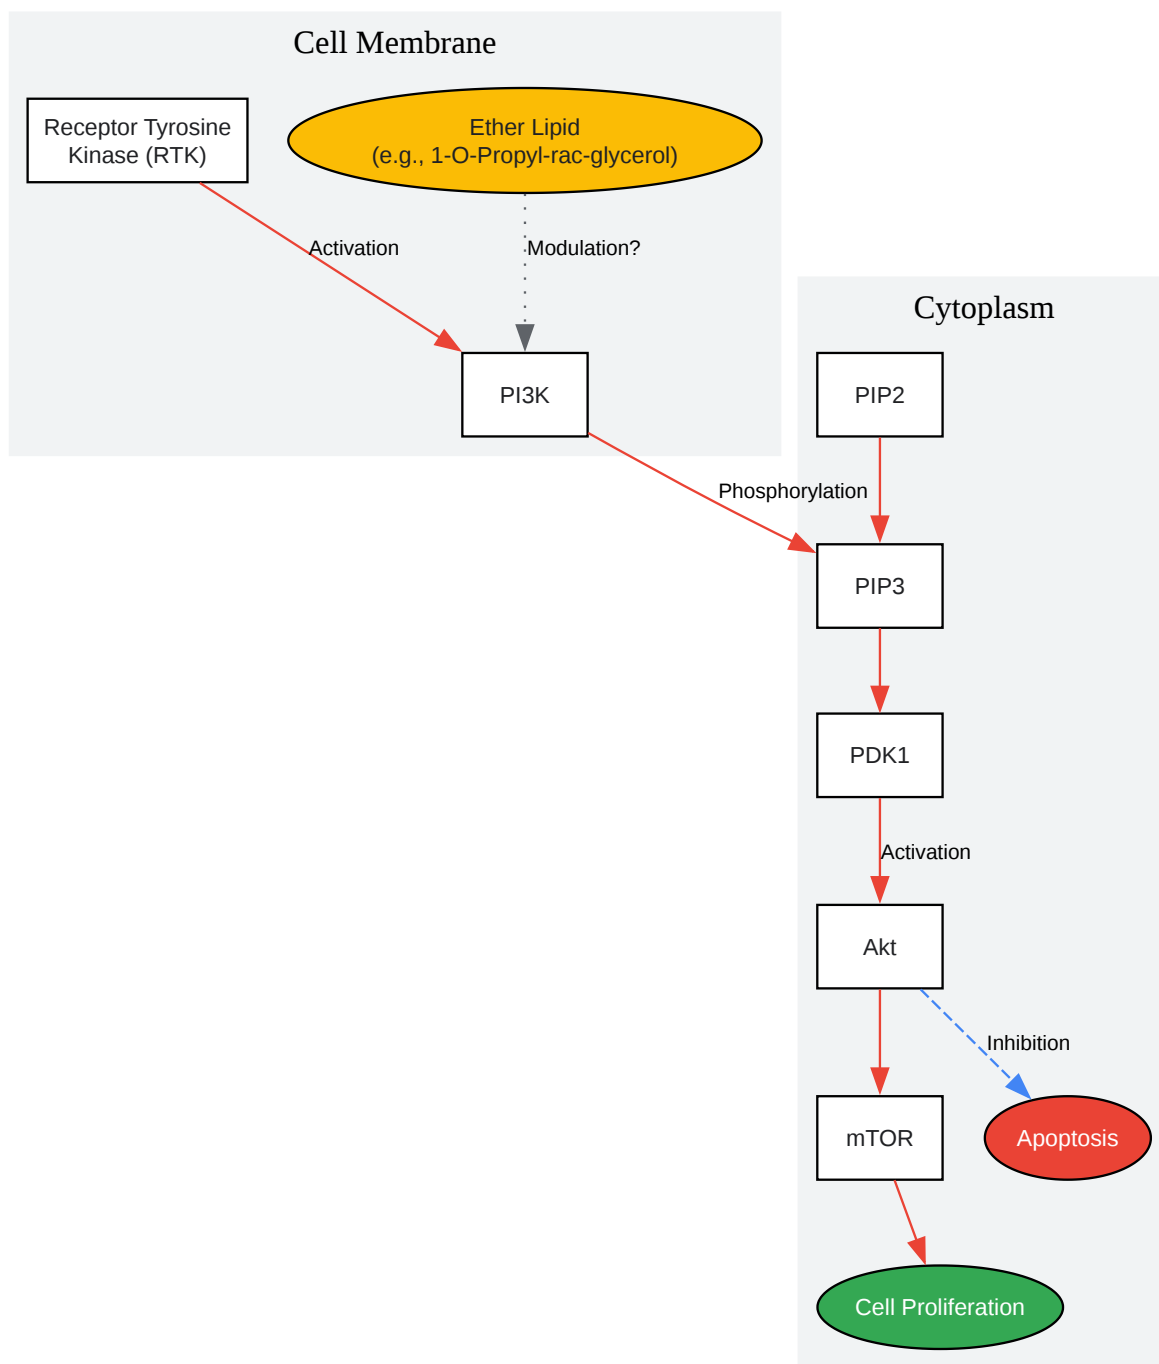 Cell Membrane
Receptor Tyrosine
Kinase (RTK)
Ether Lipid
(e.g., 1-O-Propyl-rac-glycerol)
Activation
Modulation?
PI3K
Cytoplasm
PIP2
Phosphorylation
PIP3
PDK1
Activation
Akt
Inhibition
mTOR
Apoptosis
Cell Proliferation